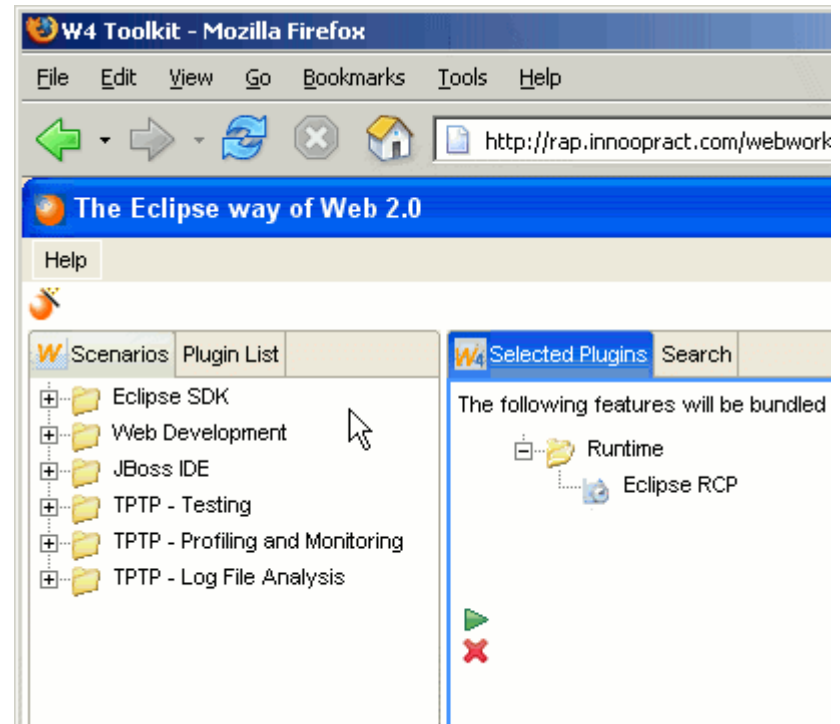 W4 Toolkit - Mozilla Firefox
File Edit View Go Bookmarks Tools Help
http://rap.innoopract.com/webwork
The Eclipse way of Web 2.0
Help
W Scenarios Plugin List
W4 Selected Plugins Search
Eclipse SDK
Web Development
JBoss IDE
TPTP - Testing
TPTP - Profiling and Monitoring
TPTP - Log File Analysis
The following features will be bundled
Runtime
Eclipse RCP